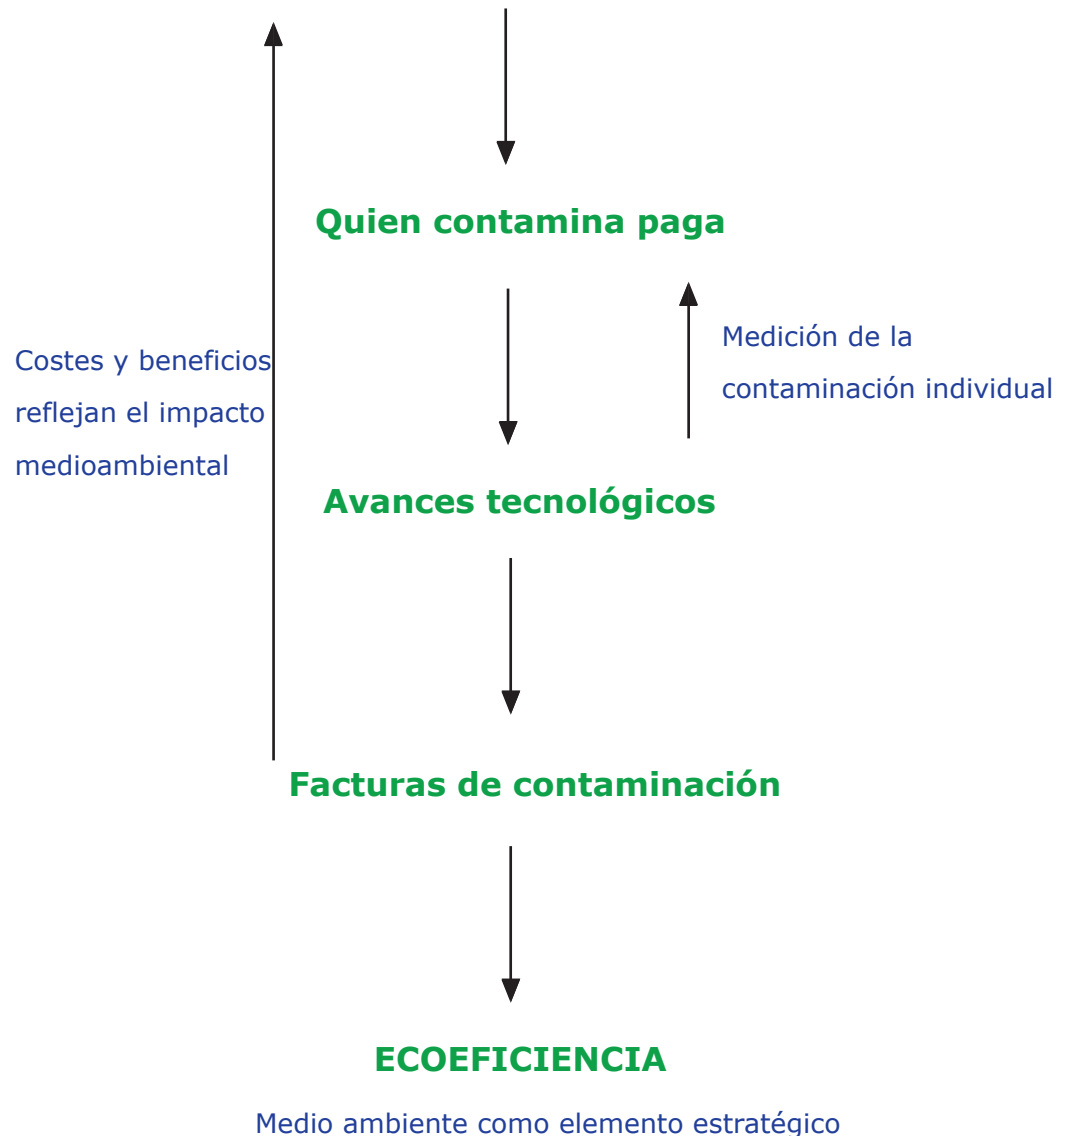 Quien contamina paga
Costes y beneficios
reflejan el impacto
medioambiental
Medición de la
contaminación individual
Avances tecnológicos
Facturas de contaminación
ECOEFICIENCIA
Medio ambiente como elemento estratégico